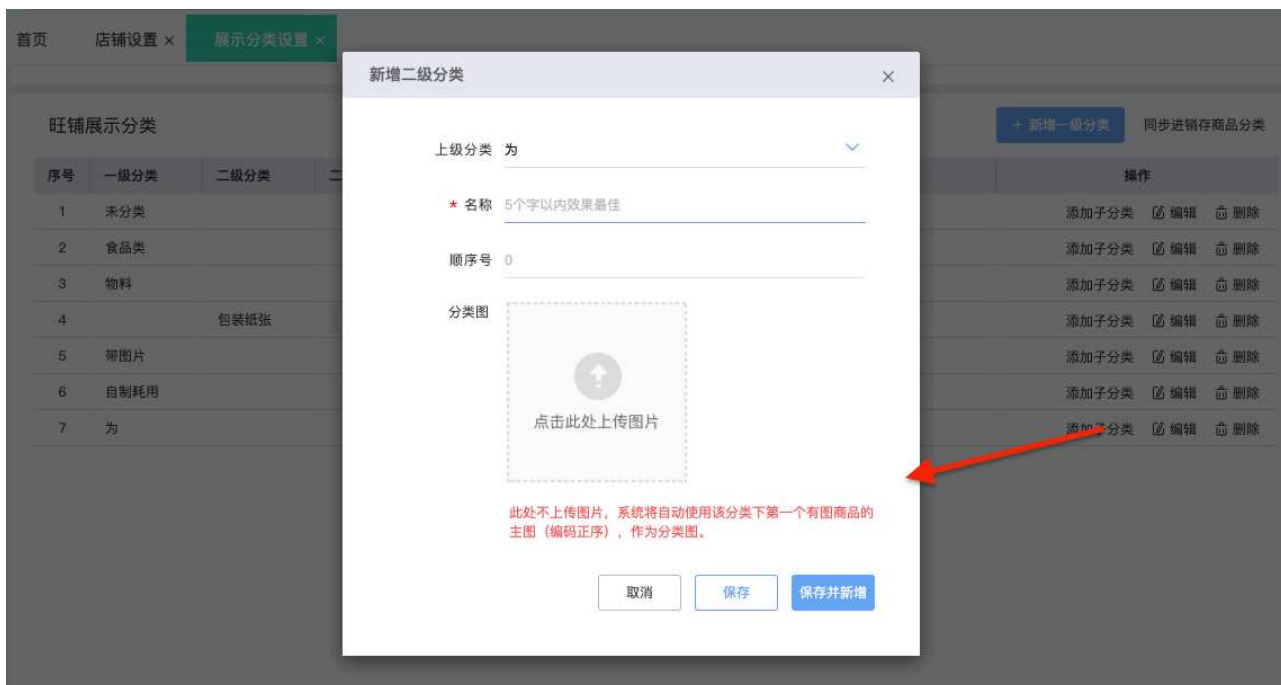 首页 店铺设置 × 展示分类设置 ×
新增二级分类 ×
旺铺展示分类 + 新增一级分类 同步进销存商品分类
上级分类 为
序号 一级分类 二级分类 二 操作
* 名称 5个字以内效果最佳
1 未分类 添加子分类 编辑 删除
2 食品类 添加子分类 编辑 删除
顺序号 0
3 物料 添加子分类 编辑 删除
分类图
4 包装纸张 添加子分类 编辑 删除
5 带图片 添加子分类 编辑 删除
6 自制耗用 添加子分类 编辑 删除
点击此处上传图片
7 为 添加子分类 编辑 删除
此处不上传图片，系统将自动使用该分类下第一个有图商品的
主图（编码正序），作为分类图。
取消 保存 保存并新增